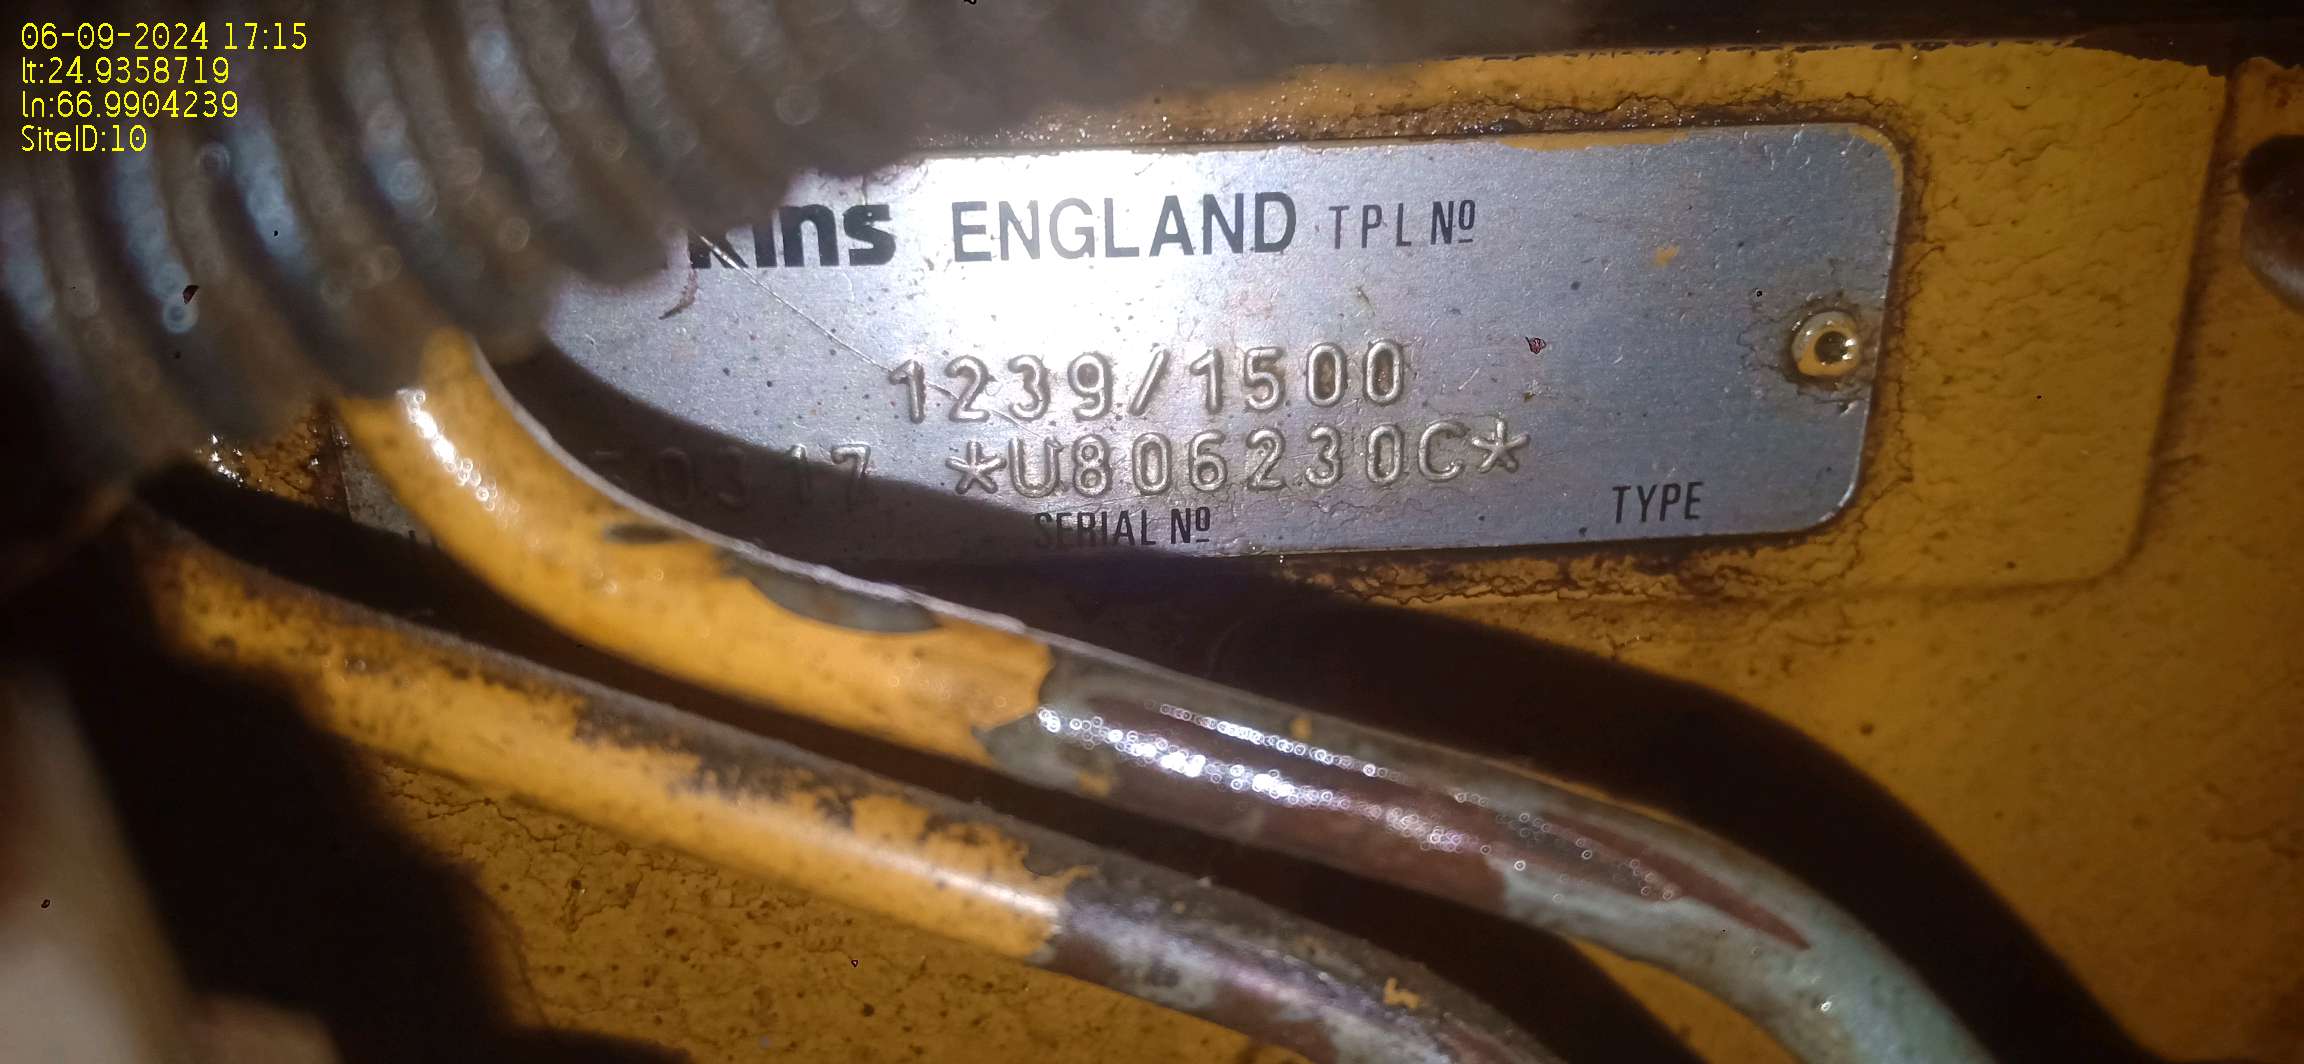 06-09-2024 17:15
lt:24.9358719
ln:66.9904239
SiteID:10
kins ENGLAND TPL Nº
1239/1500
0317 *U806230C*
SERIAL Nº TYPE